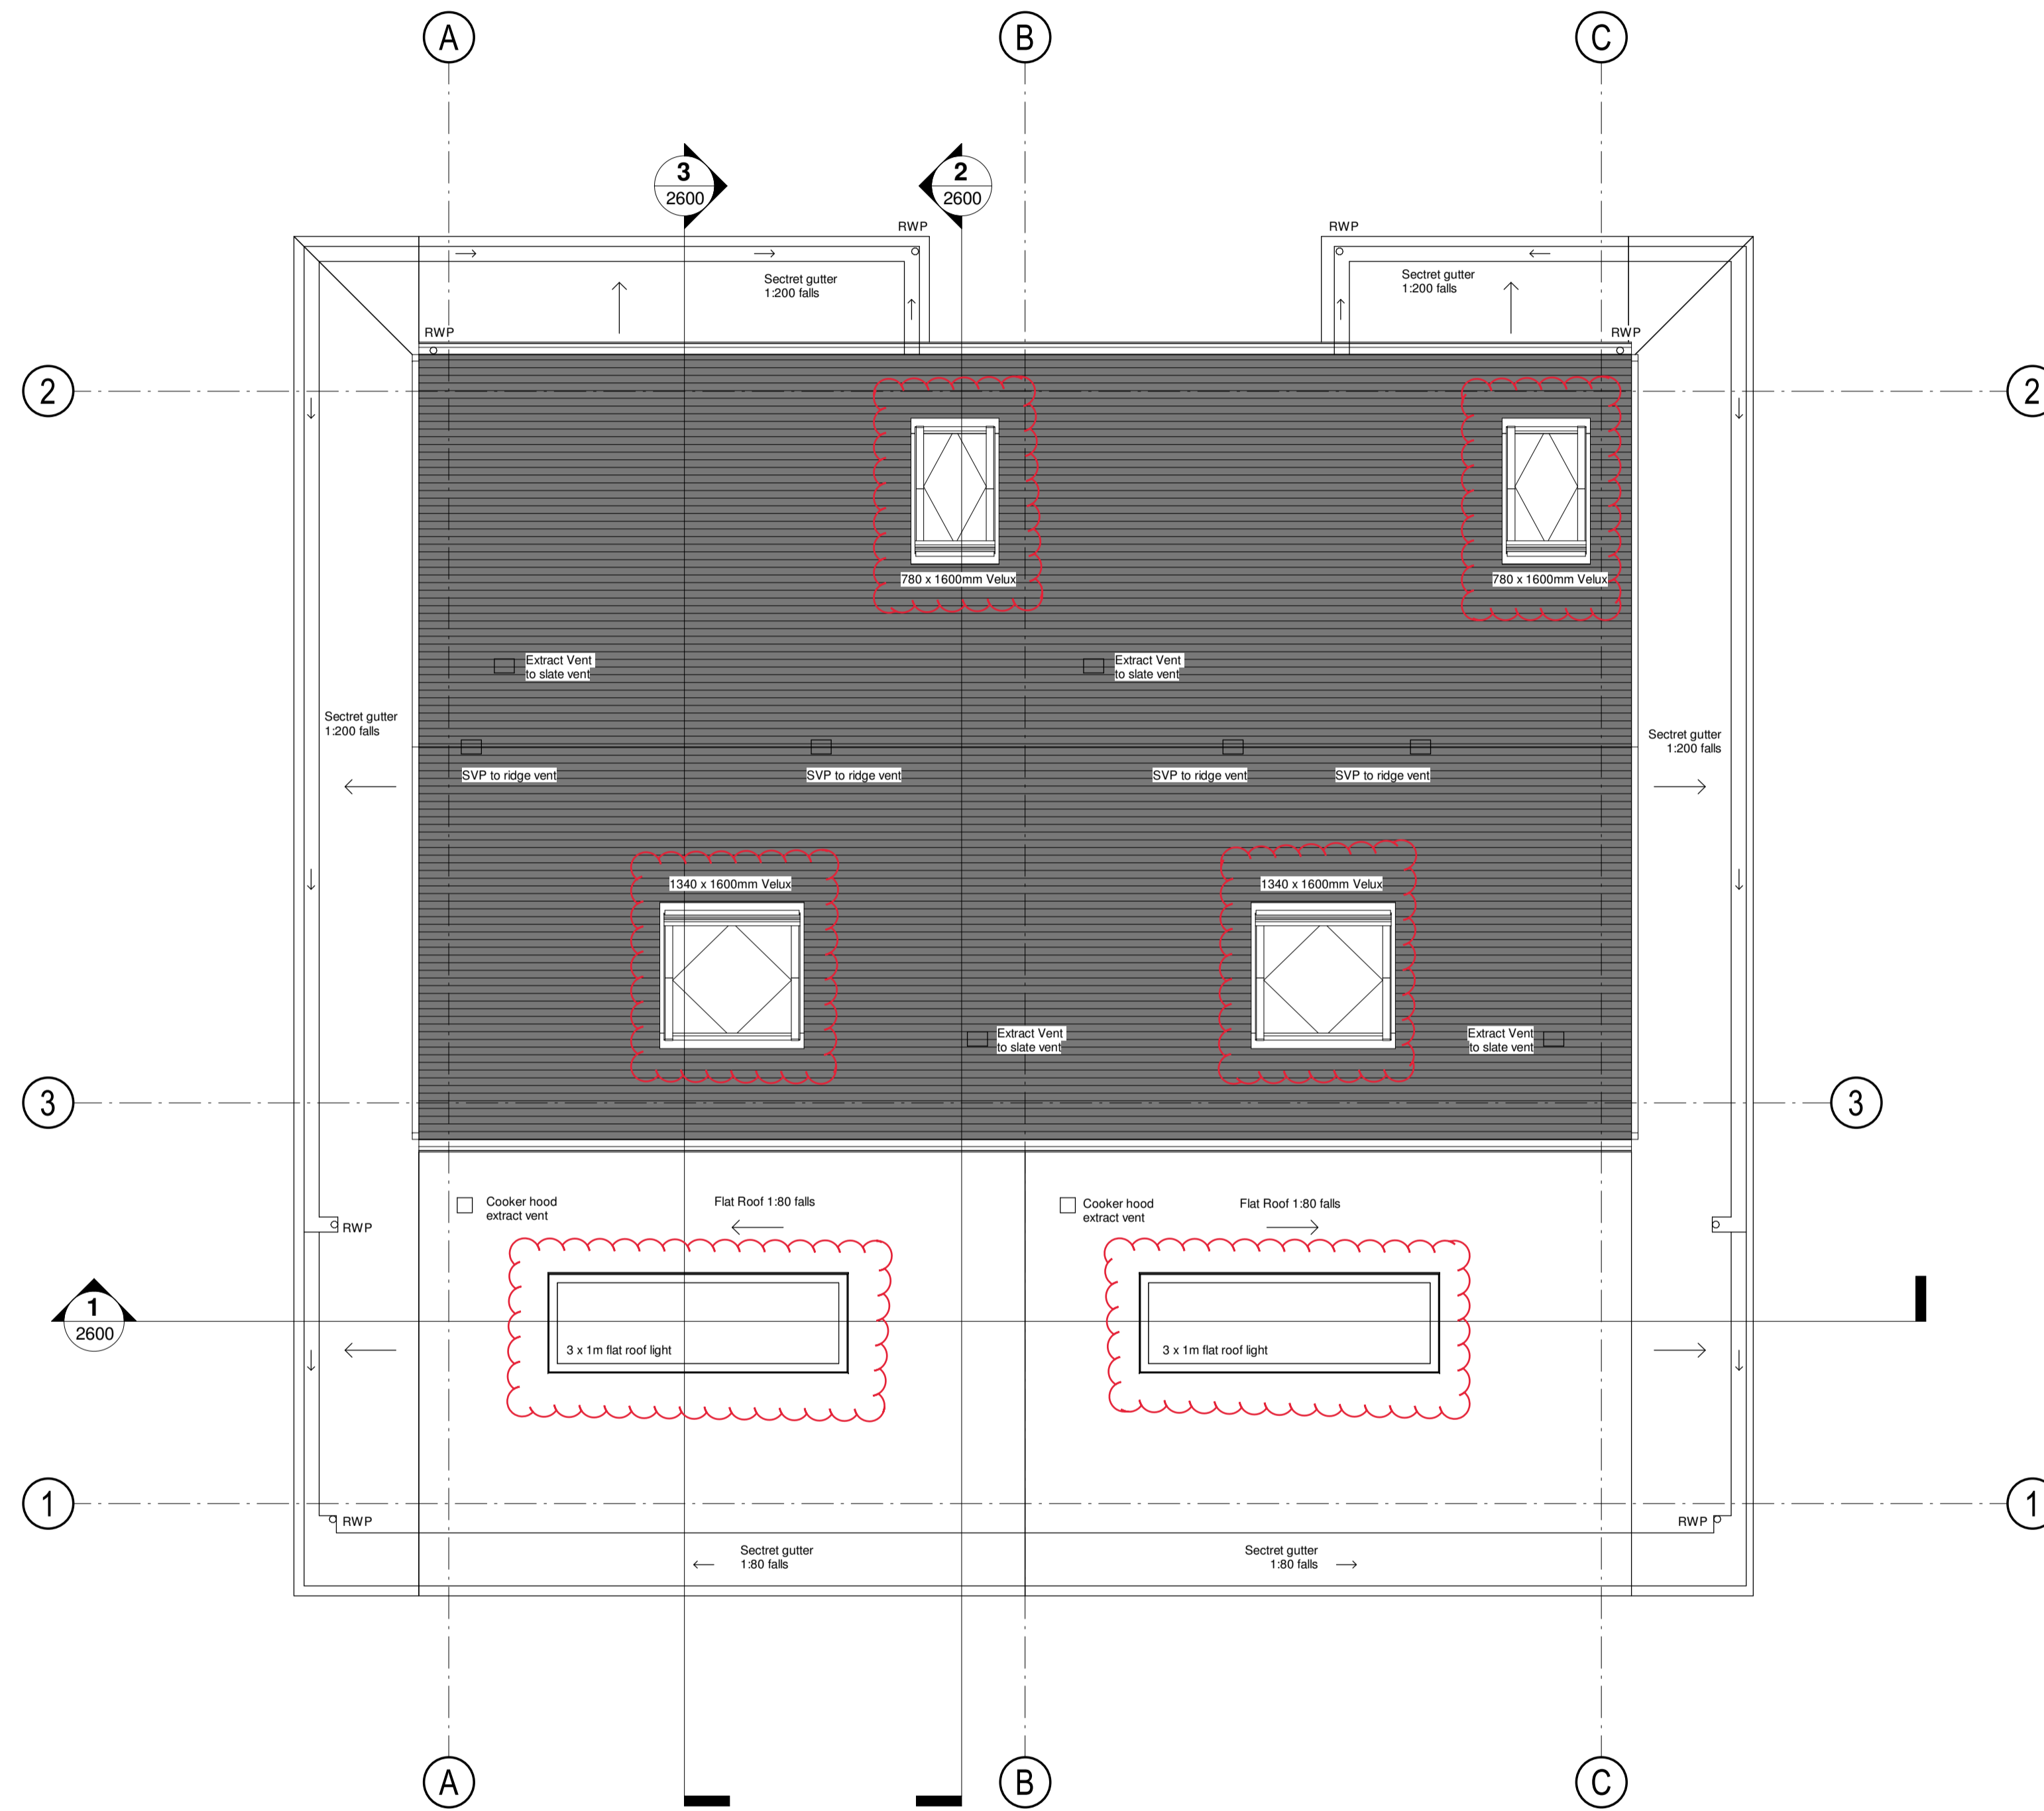 A
B
C
3
2600
2
2600
RWP
RWP
Sectret gutter
1:200 falls
Sectret gutter
1:200 falls
RWP
RWP
2
2
780 x 1600mm Velux
780 x 1600mm Velux
Extract Vent
to slate vent
Extract Vent
to slate vent
Sectret gutter
1:200 falls
Sectret gutter
1:200 falls
SVP to ridge vent
SVP to ridge vent
SVP to ridge vent
SVP to ridge vent
1340 x 1600mm Velux
1340 x 1600mm Velux
Extract Vent
to slate vent
Extract Vent
to slate vent
3
3
Cooker hood
extract vent
Flat Roof 1:80 falls
Cooker hood
extract vent
Flat Roof 1:80 falls
RWP
1
2600
3 x 1m flat roof light
3 x 1m flat roof light
1
1
RWP
RWP
Sectret gutter
1:80 falls
Sectret gutter
1:80 falls
A
B
C